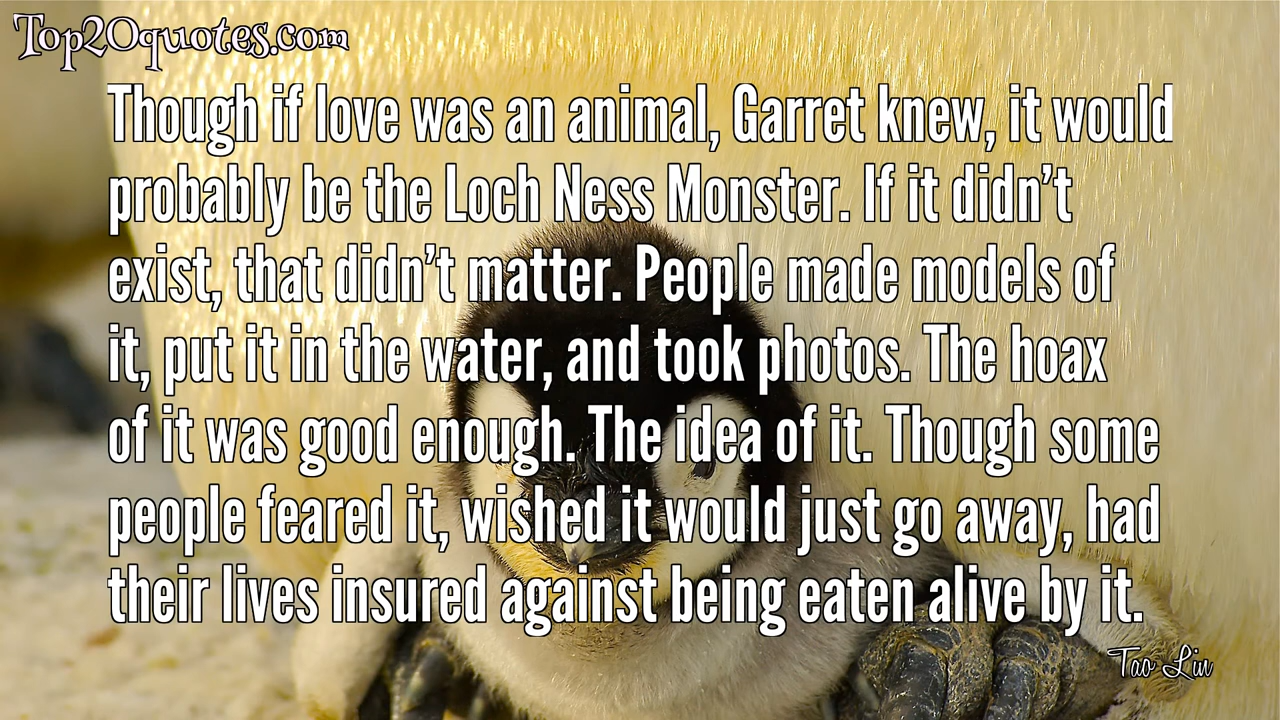 Top20quotes.com
Though if love was an animal, Garret knew, it would
probably be the Loch Ness Monster. If it didn’t
exist, that didn’t matter. People made models of
it, put it in the water, and took photos. The hoax
of it was good enough. The idea of it. Though some
people feared it, wished it would just go away, had
their lives insured against being eaten alive by it.
Tao Lin